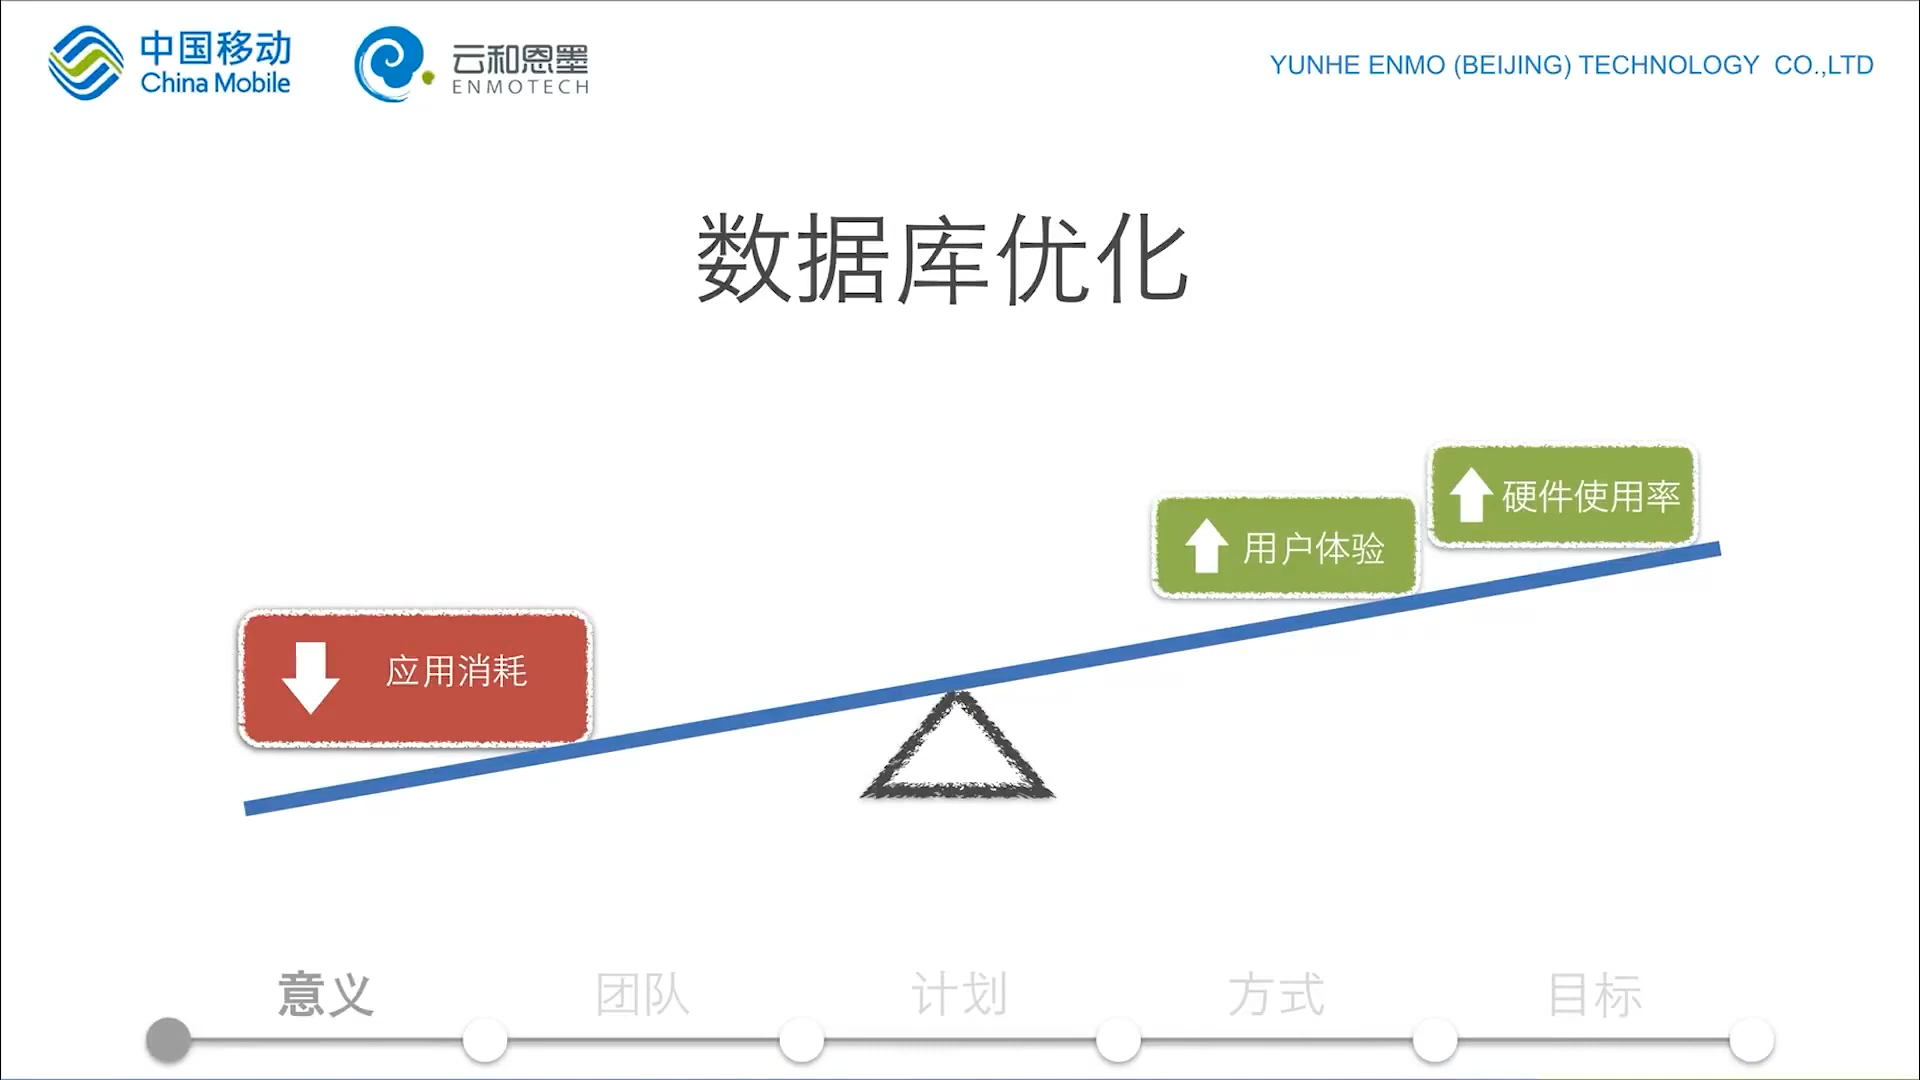 中国移动
China Mobile
云和恩墨
ENMOTECH
YUNHE ENMO (BEIJING) TECHNOLOGY CO.,LTD
数据库优化
硬件使用率
用户体验
应用消耗
意义 团队 计划 方式 目标